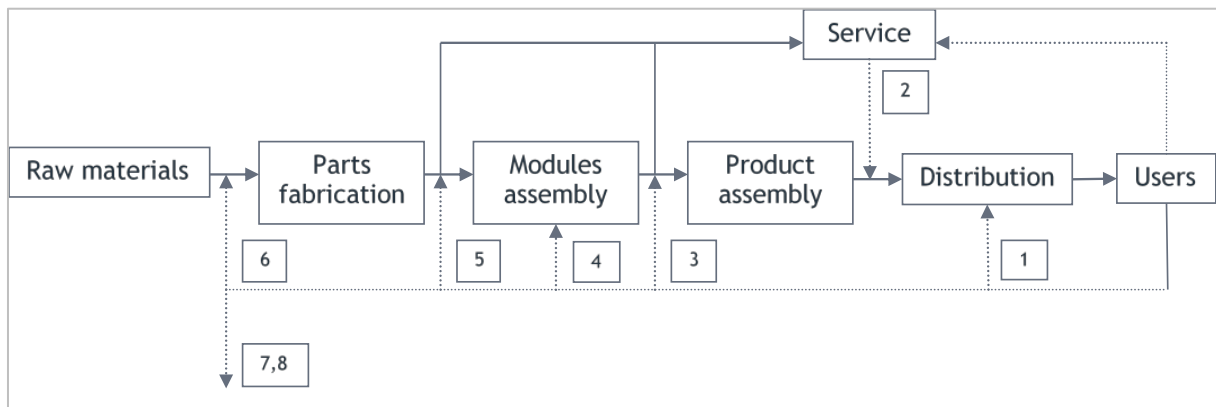 Service
2
Raw materials
Parts
fabrication
Modules
assembly
Product
assembly
Distribution
Users
6
5
4
3
1
7,8